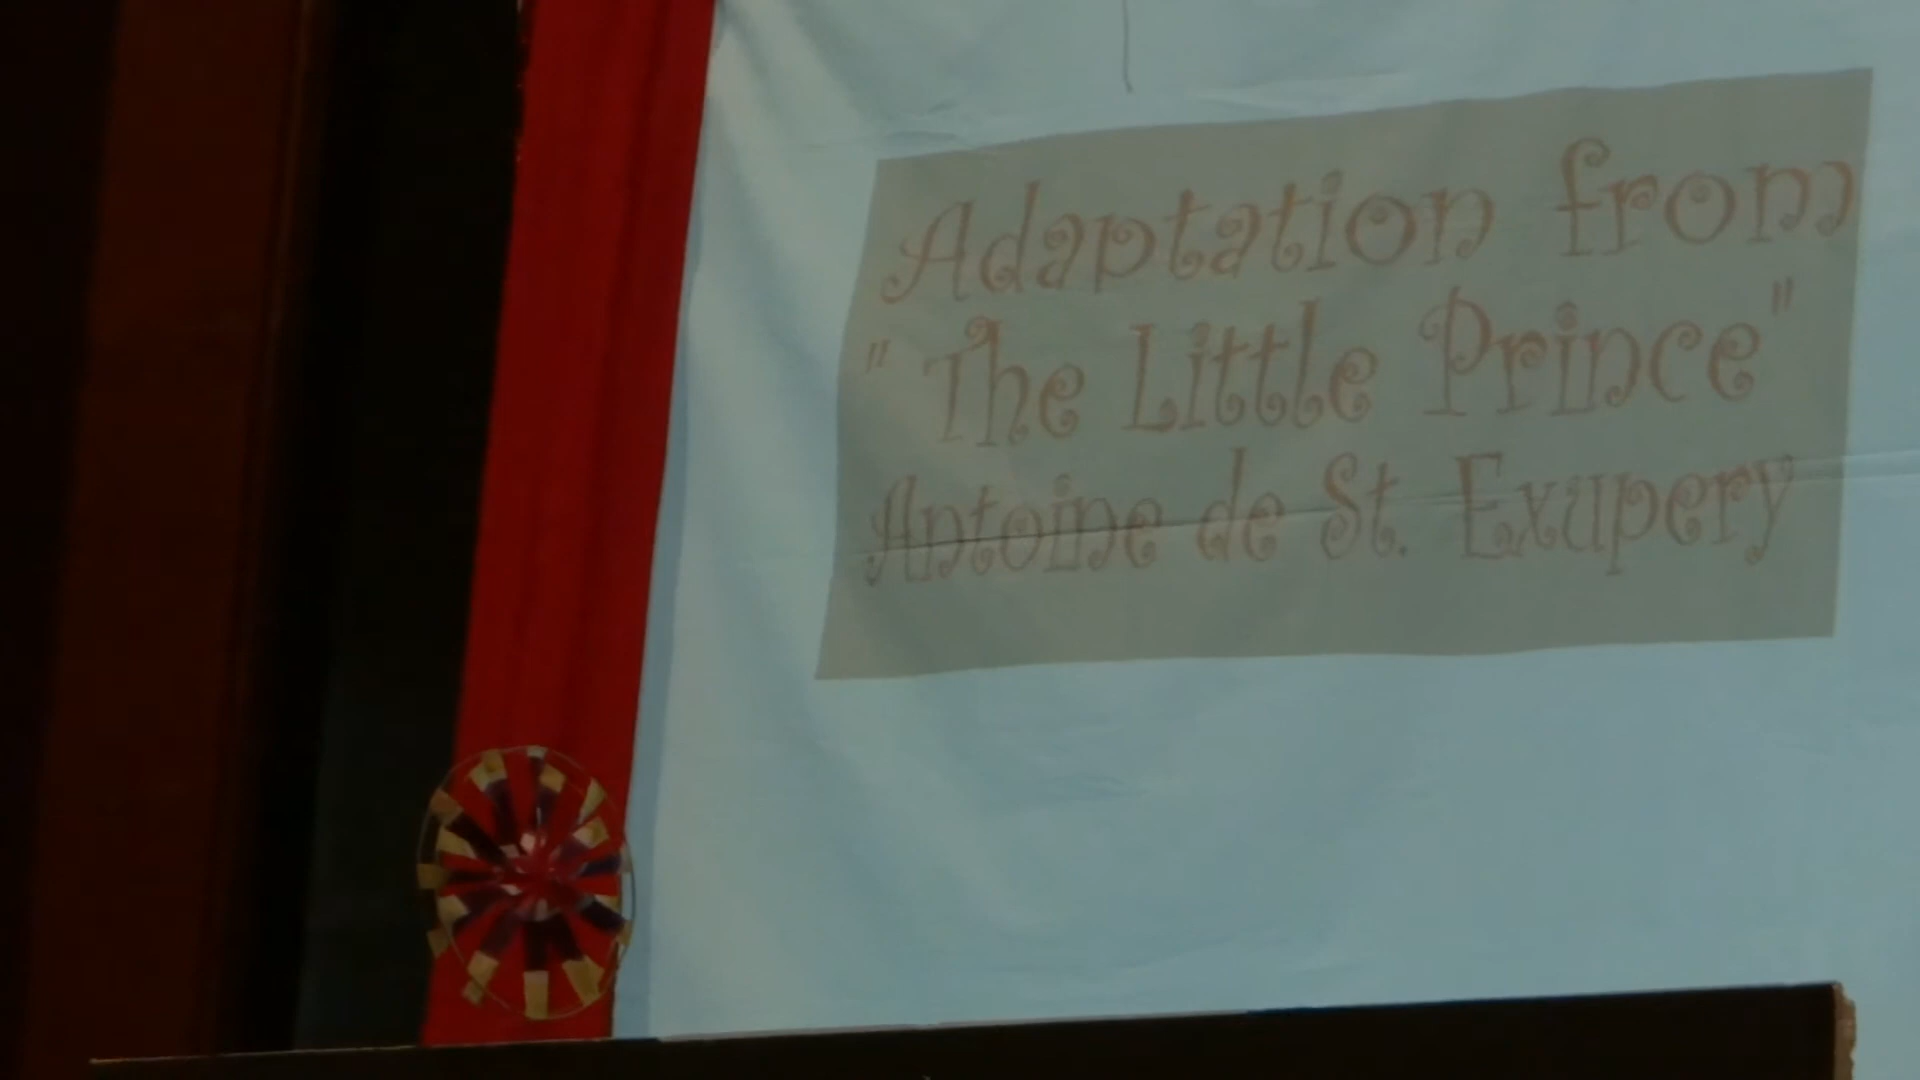 Adaptation from
"The Little Prince"
Antoine de St. Exupery